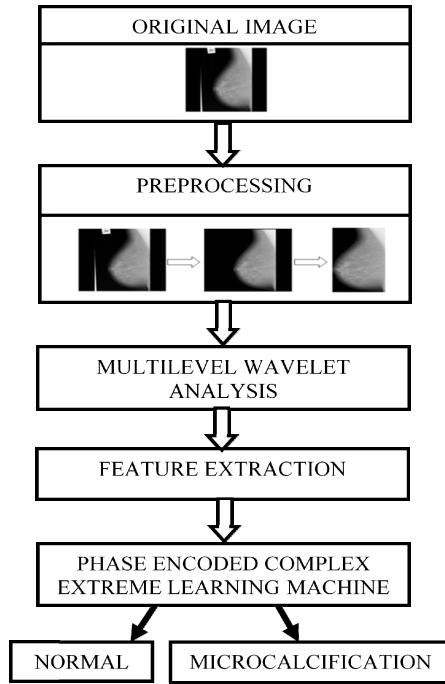 ORIGINAL IMAGE
PREPROCESSING
MULTILEVEL WAVELET
ANALYSIS
FEATURE EXTRACTION
PHASE ENCODED COMPLEX
EXTREME LEARNING MACHINE
NORMAL
MICROCALCIFICATION